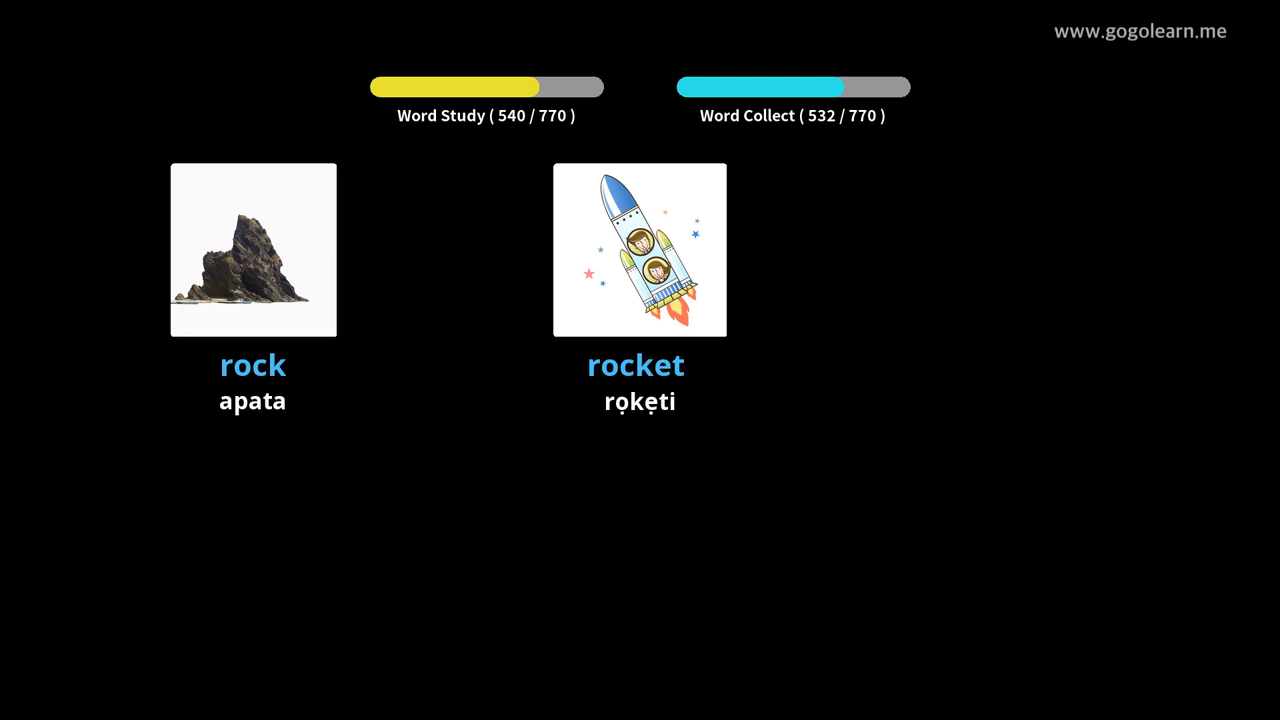 www.gogolearn.me
Word Study ( 540 / 770 )
Word Collect ( 532 / 770 )
rock
apata
rocket
rọkẹti